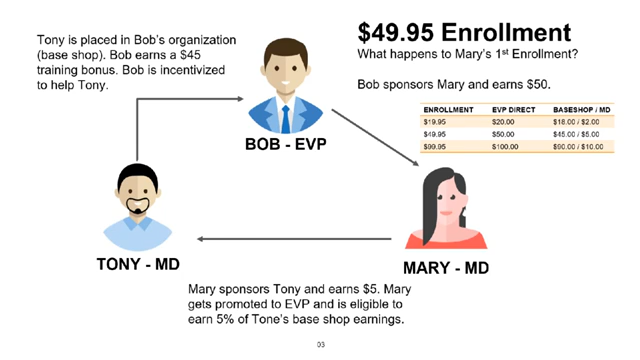 $49.95 Enrollment
What happens to Mary's 1st Enrollment?
Bob sponsors Mary and earns $50.
Tony is placed in Bob's organization
(base shop). Bob earns a $45
training bonus. Bob is incentivized
to help Tony.
ENROLLMENT EVP DIRECT BASESHOP / MD
$19.95 $20.00 $18.00 / $2.00
$49.95 $50.00 $45.00 / $5.00
$99.95 $100.00 $90.00 / $10.00
BOB - EVP
TONY - MD
MARY - MD
Mary sponsors Tony and earns $5. Mary
gets promoted to EVP and is eligible to
earn 5% of Tone's base shop earnings.
03